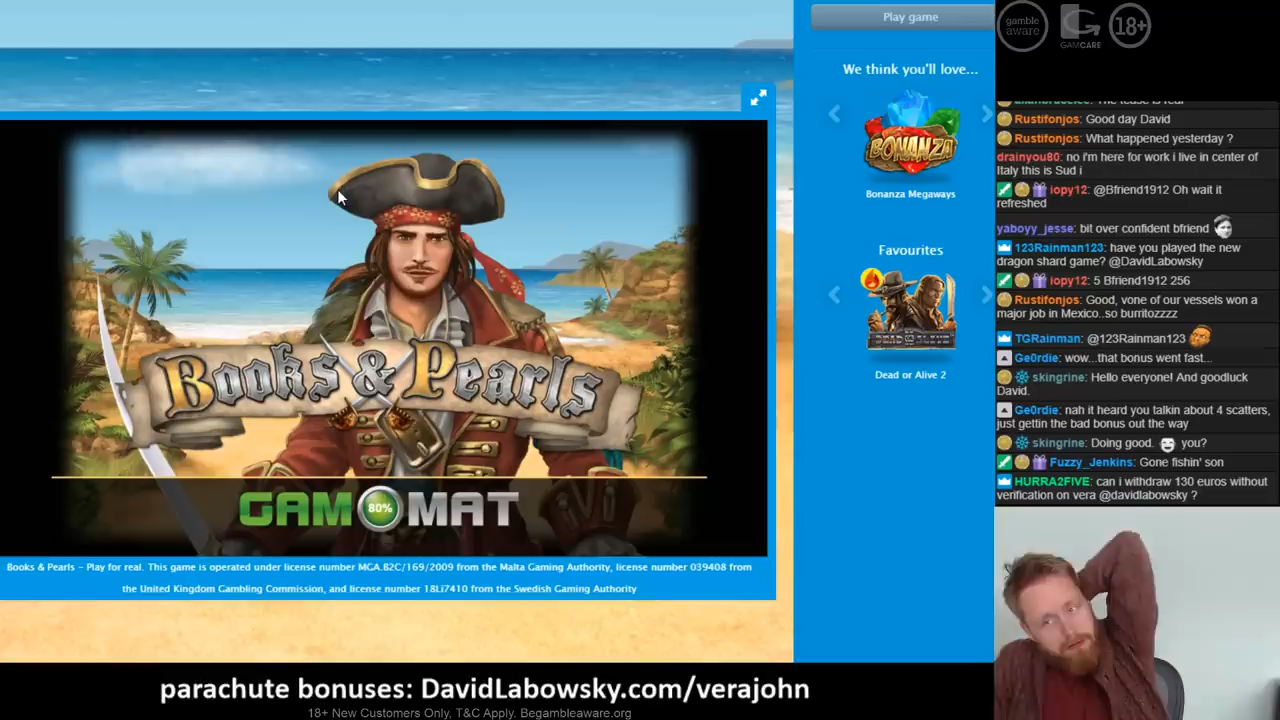 Play game
We think you'll love...
BONANZA
Bonanza Megaways
Favourites
DEAD OR ALIVE
Dead or Alive 2
Books & Pearls
GAMOMAT
80%
Books & Pearls - Play for real. This game is operated under license number MGA.B2C/169/2009 from the Malta Gaming Authority, license number 039408 from
the United Kingdom Gambling Commission, and license number 18Li7410 from the Swedish Gaming Authority
parachute bonuses: DavidLabowsky.com/verajohn
18+ New Customers Only, T&C Apply. Begambleaware.org
gamble
aware
GAMCARE
18+
Rustifonjos: Good day David
Rustifonjos: What happened yesterday ?
drainyou80: no i'm here for work i live in center of
Italy this is Sud i
iopy12: @Bfriend1912 Oh wait it
refreshed
yaboyy_jesse: bit over confident bfriend
123Rainman123: have you played the new
dragon shard game? @DavidLabowsky
iopy12: 5 Bfriend1912 256
Rustifonjos: Good, vone of our vessels won a
major job in Mexico..so burritozzzz
TGRainman: @123Rainman123
Ge0rdie: wow...that bonus went fast...
skingrine: Hello everyone! And goodluck
David.
Ge0rdie: nah it heard you talkin about 4 scatters,
just gettin the bad bonus out the way
skingrine: Doing good. you?
Fuzzy_Jenkins: Gone fishin' son
HURRA2FIVE: can i withdraw 130 euros without
verification on vera @davidlabowsky ?